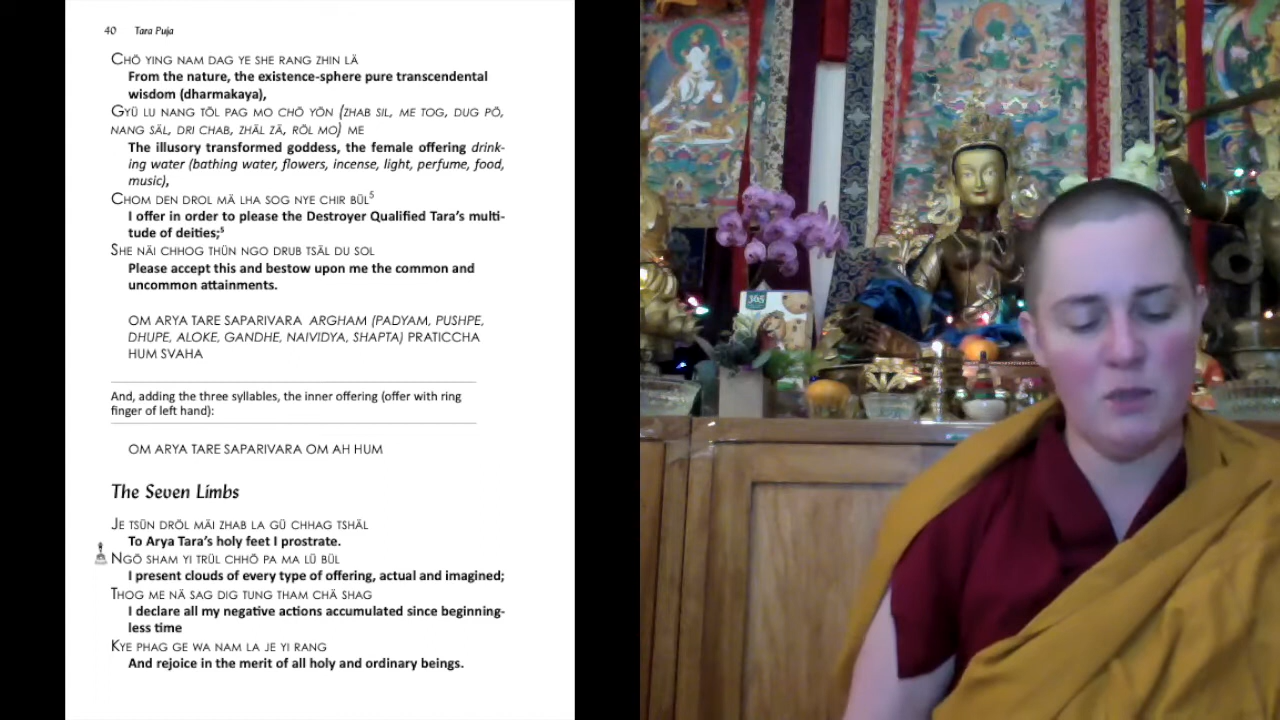 40 Tara Puja
CHÖ YING NAM DAG YE SHE RANG ZHIN LÄ
From the nature, the existence-sphere pure transcendental
wisdom (dharmakaya),
GYÜ LU NANG TÖL PAG MO CHÖ YÖN (ZHAB SIL, ME TOG, DUG PÖ,
NANG SÄL, DRI CHAB, ZHÄL ZÄ, RÖL MO) ME
The illusory transformed goddess, the female offering drink-
ing water (bathing water, flowers, incense, light, perfume, food,
music),
CHOM DEN DROL MÄ LHA SOG NYE CHIR BÜL⁵
I offer in order to please the Destroyer Qualified Tara's multi-
tude of deities;⁵
SHE NÄI CHHOG THÜN NGO DRUB TSÄL DU SOL
Please accept this and bestow upon me the common and
uncommon attainments.
OM ARYA TARE SAPARIVARA ARGHAM (PADYAM, PUSHPE,
DHUPE, ALOKE, GANDHE, NAIVIDYA, SHAPTA) PRATICCHA
HUM SVAHA
And, adding the three syllables, the inner offering (offer with ring
finger of left hand):
OM ARYA TARE SAPARIVARA OM AH HUM
The Seven Limbs
JE TSÜN DRÖL MÄI ZHAB LA GÜ CHHAG TSHÄL
To Arya Tara's holy feet I prostrate.
NGÖ SHAM YI TRÜL CHHÖ PA MA LÜ BÜL
I present clouds of every type of offering, actual and imagined;
THOG ME NÄ SAG DIG TUNG THAM CHÄ SHAG
I declare all my negative actions accumulated since beginning-
less time
KYE PHAG GE WA NAM LA JE YI RANG
And rejoice in the merit of all holy and ordinary beings.
365